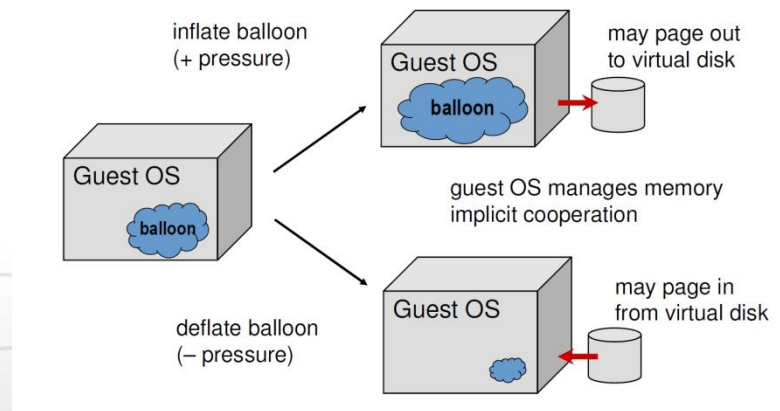 inflate balloon
(+ pressure)
Guest OS
balloon
may page out
to virtual disk
Guest OS
balloon
guest OS manages memory
implicit cooperation
deflate balloon
(– pressure)
Guest OS
may page in
from virtual disk